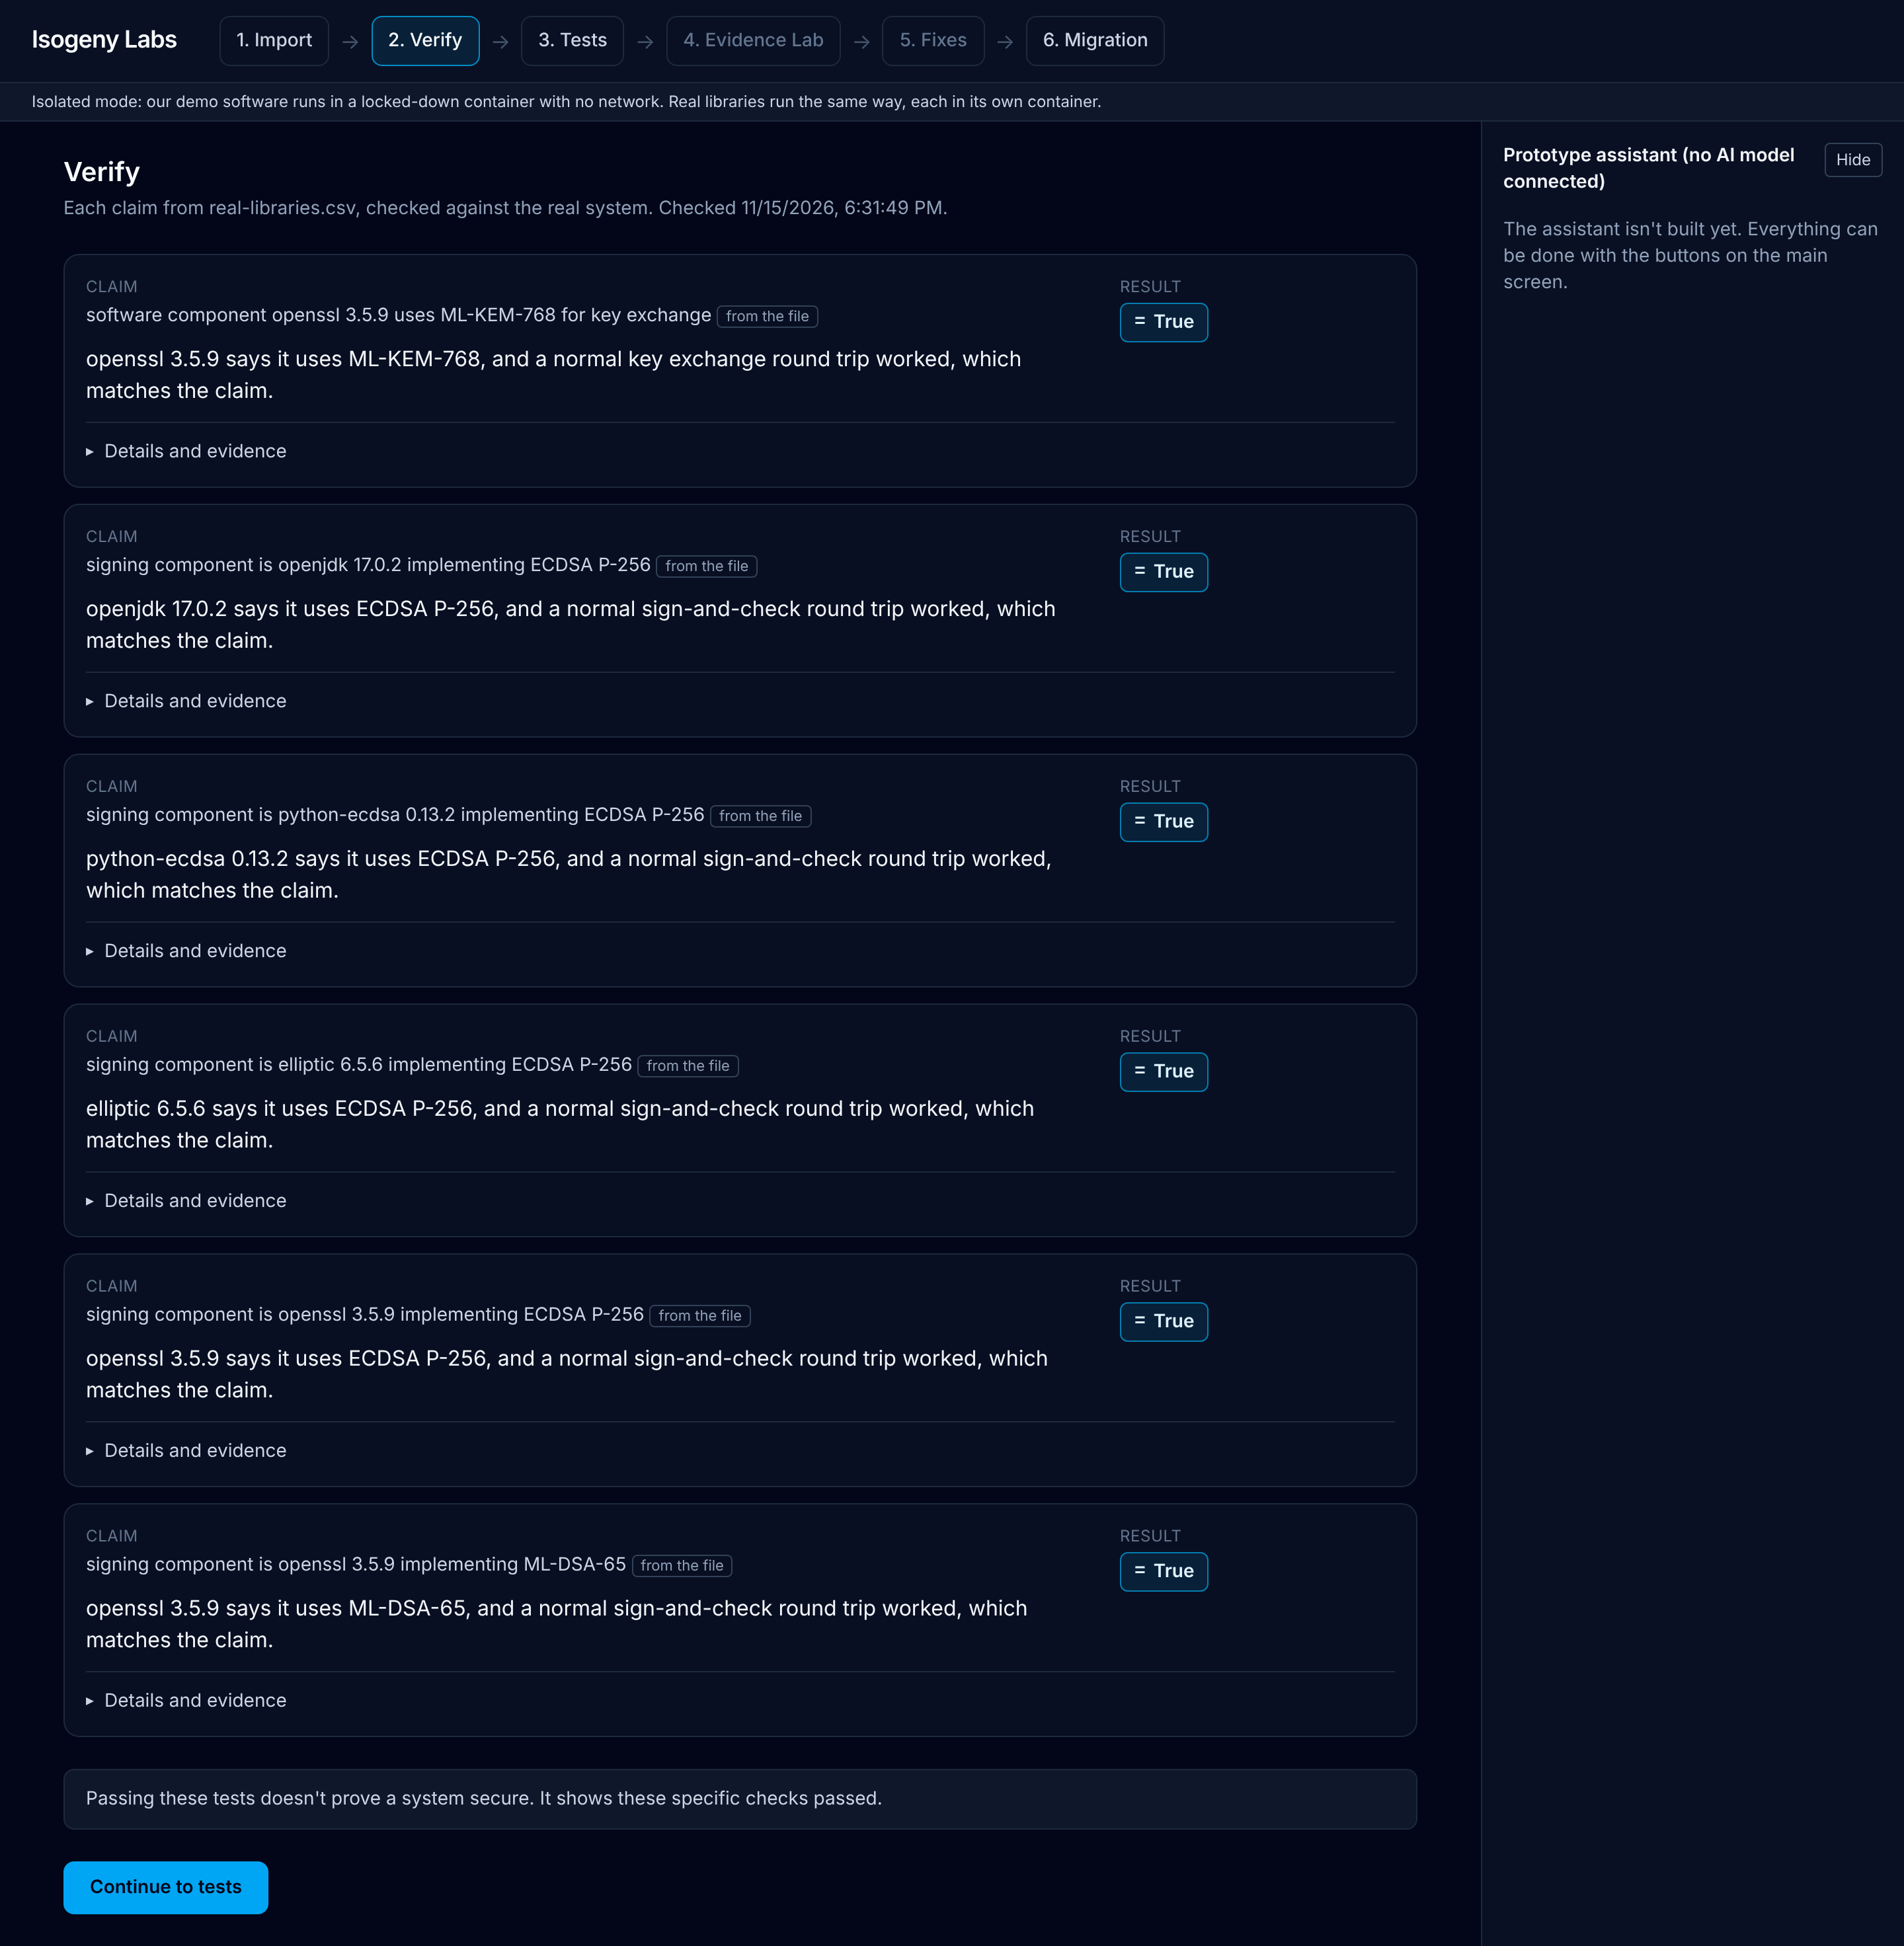 Isogeny Labs
1. Import → 2. Verify → 3. Tests → 4. Evidence Lab → 5. Fixes → 6. Migration
Isolated mode: our demo software runs in a locked-down container with no network. Real libraries run the same way, each in its own container.
Verify
Each claim from real-libraries.csv, checked against the real system. Checked 11/15/2026, 6:31:49 PM.
CLAIM
software component openssl 3.5.9 uses ML-KEM-768 for key exchange from the file
openssl 3.5.9 says it uses ML-KEM-768, and a normal key exchange round trip worked, which
matches the claim.
RESULT
= True
▸ Details and evidence
CLAIM
signing component is openjdk 17.0.2 implementing ECDSA P-256 from the file
openjdk 17.0.2 says it uses ECDSA P-256, and a normal sign-and-check round trip worked, which
matches the claim.
RESULT
= True
▸ Details and evidence
CLAIM
signing component is python-ecdsa 0.13.2 implementing ECDSA P-256 from the file
python-ecdsa 0.13.2 says it uses ECDSA P-256, and a normal sign-and-check round trip worked,
which matches the claim.
RESULT
= True
▸ Details and evidence
CLAIM
signing component is elliptic 6.5.6 implementing ECDSA P-256 from the file
elliptic 6.5.6 says it uses ECDSA P-256, and a normal sign-and-check round trip worked, which
matches the claim.
RESULT
= True
▸ Details and evidence
CLAIM
signing component is openssl 3.5.9 implementing ECDSA P-256 from the file
openssl 3.5.9 says it uses ECDSA P-256, and a normal sign-and-check round trip worked, which
matches the claim.
RESULT
= True
▸ Details and evidence
CLAIM
signing component is openssl 3.5.9 implementing ML-DSA-65 from the file
openssl 3.5.9 says it uses ML-DSA-65, and a normal sign-and-check round trip worked, which
matches the claim.
RESULT
= True
▸ Details and evidence
Passing these tests doesn't prove a system secure. It shows these specific checks passed.
Continue to tests
Prototype assistant (no AI model
connected)
Hide
The assistant isn't built yet. Everything can
be done with the buttons on the main
screen.